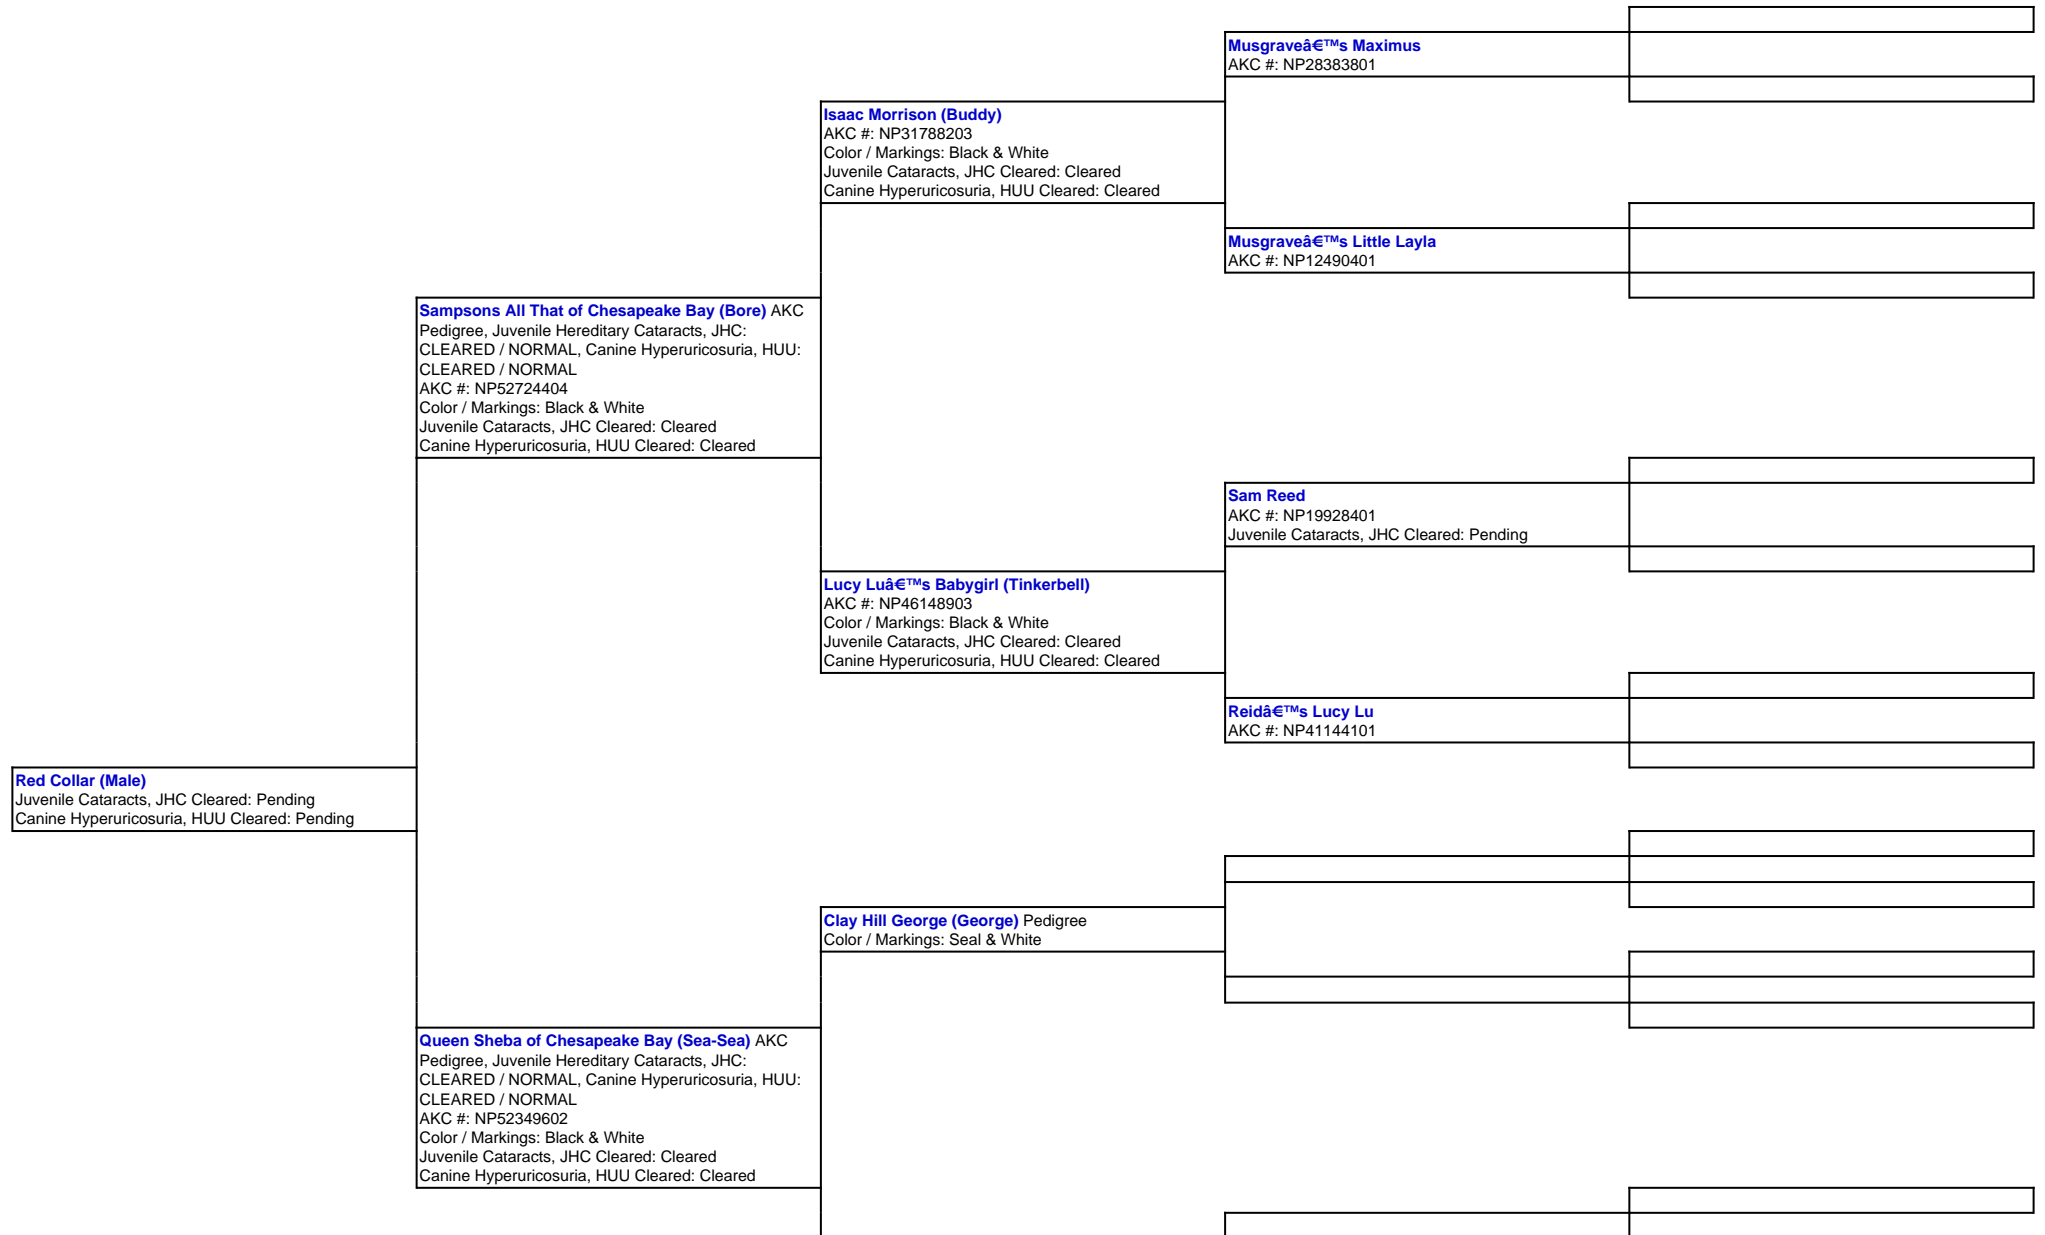 Musgraveâ€™s Maximus
AKC #: NP28383801
Isaac Morrison (Buddy)
AKC #: NP31788203
Color / Markings: Black & White
Juvenile Cataracts, JHC Cleared: Cleared
Canine Hyperuricosuria, HUU Cleared: Cleared
Musgraveâ€™s Little Layla
AKC #: NP12490401
Sampsons All That of Chesapeake Bay (Bore) AKC
Pedigree, Juvenile Hereditary Cataracts, JHC:
CLEARED / NORMAL, Canine Hyperuricosuria, HUU:
CLEARED / NORMAL
AKC #: NP52724404
Color / Markings: Black & White
Juvenile Cataracts, JHC Cleared: Cleared
Canine Hyperuricosuria, HUU Cleared: Cleared
Sam Reed
AKC #: NP19928401
Juvenile Cataracts, JHC Cleared: Pending
Lucy Luâ€™s Babygirl (Tinkerbell)
AKC #: NP46148903
Color / Markings: Black & White
Juvenile Cataracts, JHC Cleared: Cleared
Canine Hyperuricosuria, HUU Cleared: Cleared
Reidâ€™s Lucy Lu
AKC #: NP41144101
Red Collar (Male)
Juvenile Cataracts, JHC Cleared: Pending
Canine Hyperuricosuria, HUU Cleared: Pending
Clay Hill George (George) Pedigree
Color / Markings: Seal & White
Queen Sheba of Chesapeake Bay (Sea-Sea) AKC
Pedigree, Juvenile Hereditary Cataracts, JHC:
CLEARED / NORMAL, Canine Hyperuricosuria, HUU:
CLEARED / NORMAL
AKC #: NP52349602
Color / Markings: Black & White
Juvenile Cataracts, JHC Cleared: Cleared
Canine Hyperuricosuria, HUU Cleared: Cleared